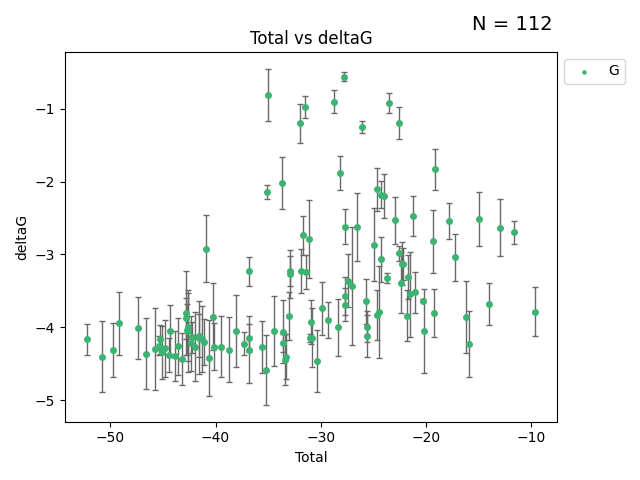 N = 112
Total vs deltaG
G
deltaG
−1
−2
−3
−4
−5
−50 −40 −30 −20 −10
Total